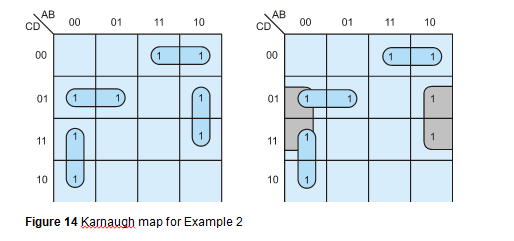 AB AB
CD 00 01 11 10 CD 00 01 11 10
00 1 1 00 1 1
01 1 1 1 01 1 1 1
11 1 1 11 1 1
10 1 10 1
Figure 14 Karnaugh map for Example 2